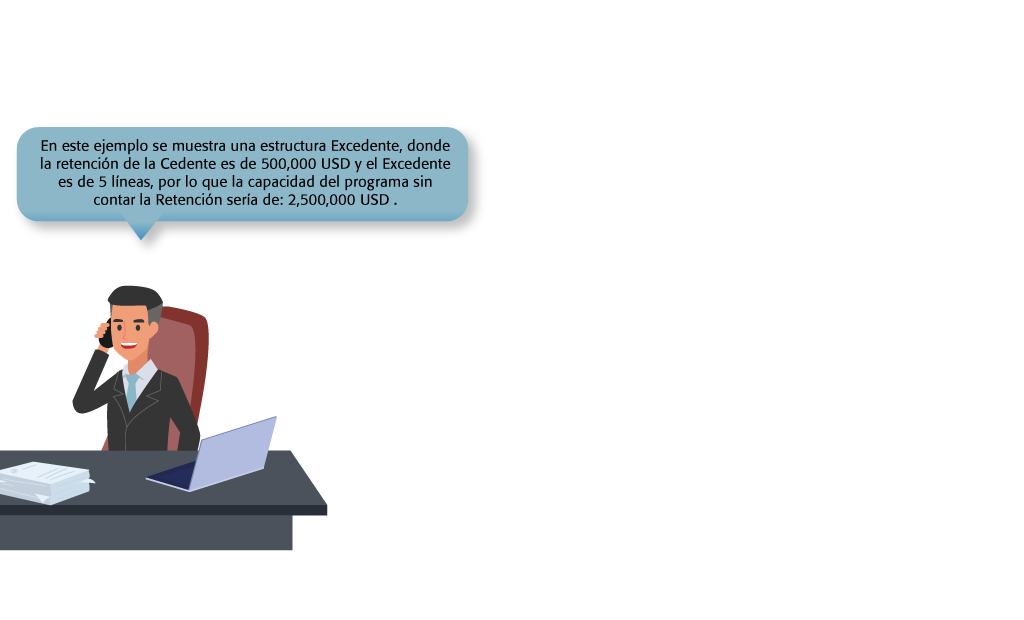 En este ejemplo se muestra una estructura Excedente, donde
la retención de la Cedente es de 500,000 USD y el Excedente
es de 5 líneas, por lo que la capacidad del programa sin
contar la Retención sería de: 2,500,000 USD .